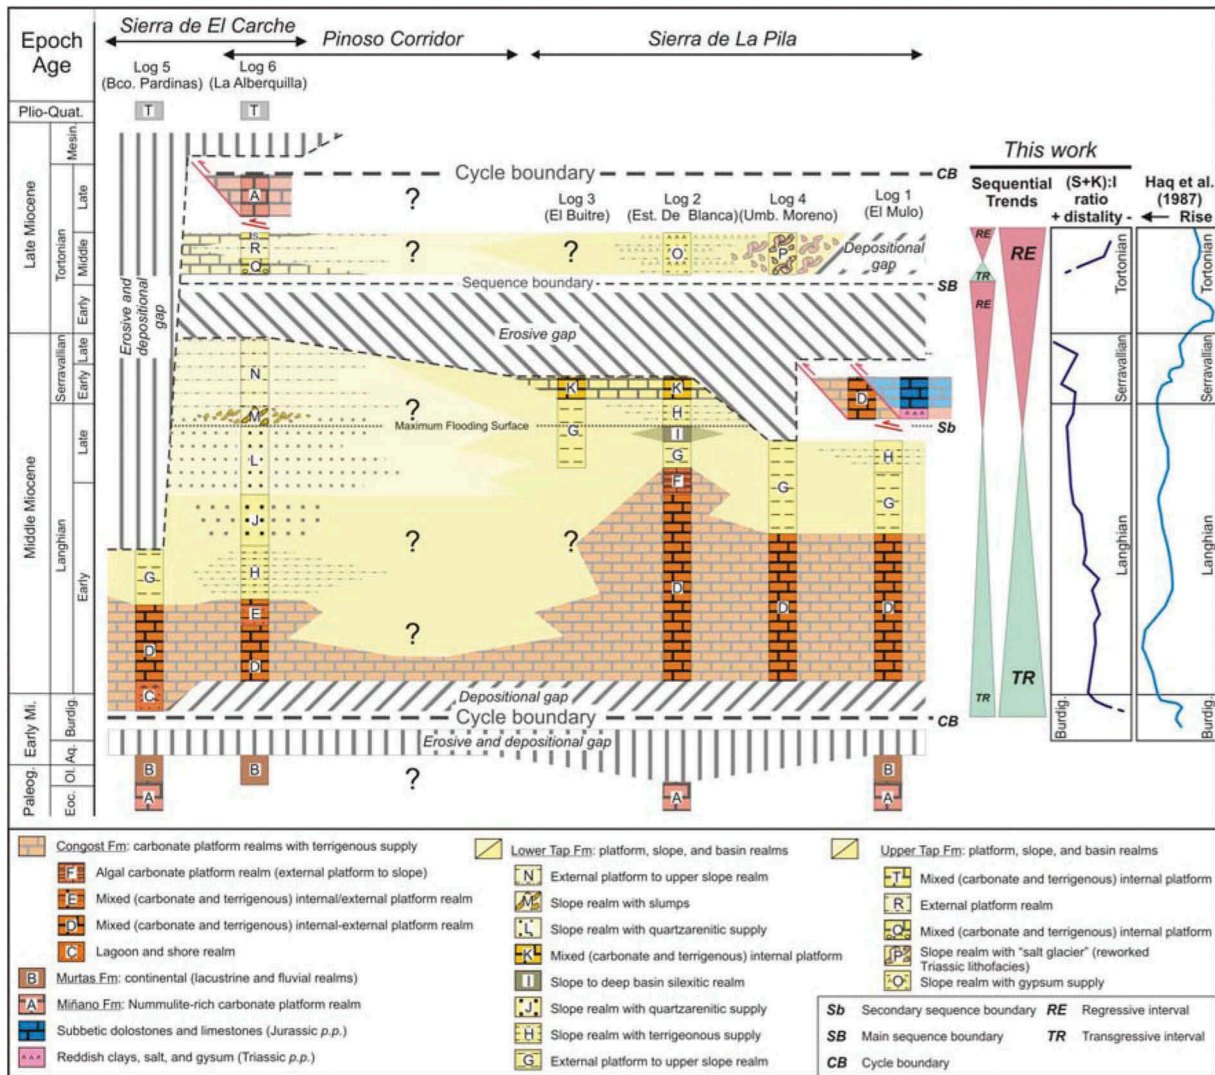 Epoch
Age
Sierra de El Carche
Pinoso Corridor
Sierra de La Pila
Log 5
(Bco. Pardinas)
Log 6
(La Alberquilla)
Plio-Quat.
T
T
Late Miocene
Mesin.
Tortonian
Late
Middle
Early
Middle Miocene
Serravallian
Late
Early
Langhian
Late
Early
Early Mi.
Burdig.
Aq.
Paleog.
Ol.
Eoc.
Cycle boundary
CB
A
?
Log 3
(El Buitre)
Log 2
(Est. De Blanca)
Log 4
(Umb. Moreno)
Log 1
(El Mulo)
S
R
Q
?
?
O
P
Depositional
gap
Sequence boundary
SB
Erosive and
depositional
gap
Erosive gap
N
K
K
D
M
?
G
H
Maximum Flooding Surface
Sb
L
I
G
H
F
G
G
J
?
?
G
H
E
D
D
D
D
D
?
C
Depositional gap
Cycle boundary
CB
Erosive and depositional gap
B
B
?
B
A
A
A
This work
Sequential
Trends
(S+K):I
ratio
+ distality -
Haq et al.
(1987)
Rise
RE
RE
TR
RE
TR
TR
Tortonian
Serravallian
Langhian
Burdig.
Tortonian
Serravallian
Langhian
Burdig.
Congost Fm: carbonate platform realms with terrigenous supply
F Algal carbonate platform realm (external platform to slope)
E Mixed (carbonate and terrigenous) internal/external platform realm
D Mixed (carbonate and terrigenous) internal-external platform realm
C Lagoon and shore realm
B Murtas Fm: continental (lacustrine and fluvial realms)
A Miñano Fm: Nummulite-rich carbonate platform realm
Subbetic dolostones and limestones (Jurassic p.p.)
Reddish clays, salt, and gysum (Triassic p.p.)
Lower Tap Fm: platform, slope, and basin realms
N External platform to upper slope realm
M Slope realm with slumps
L Slope realm with quartzarenitic supply
K Mixed (carbonate and terrigenous) internal platform
I Slope to deep basin silexitic realm
J Slope realm with quartzarenitic supply
H Slope realm with terrigeonous supply
G External platform to upper slope realm
Upper Tap Fm: platform, slope, and basin realms
T Mixed (carbonate and terrigenous) internal platform
R External platform realm
Q Mixed (carbonate and terrigenous) internal platform
P Slope realm with "salt glacier" (reworked
Triassic lithofacies)
O Slope realm with gypsum supply
Sb Secondary sequence boundary
RE Regressive interval
SB Main sequence boundary
TR Transgressive interval
CB Cycle boundary